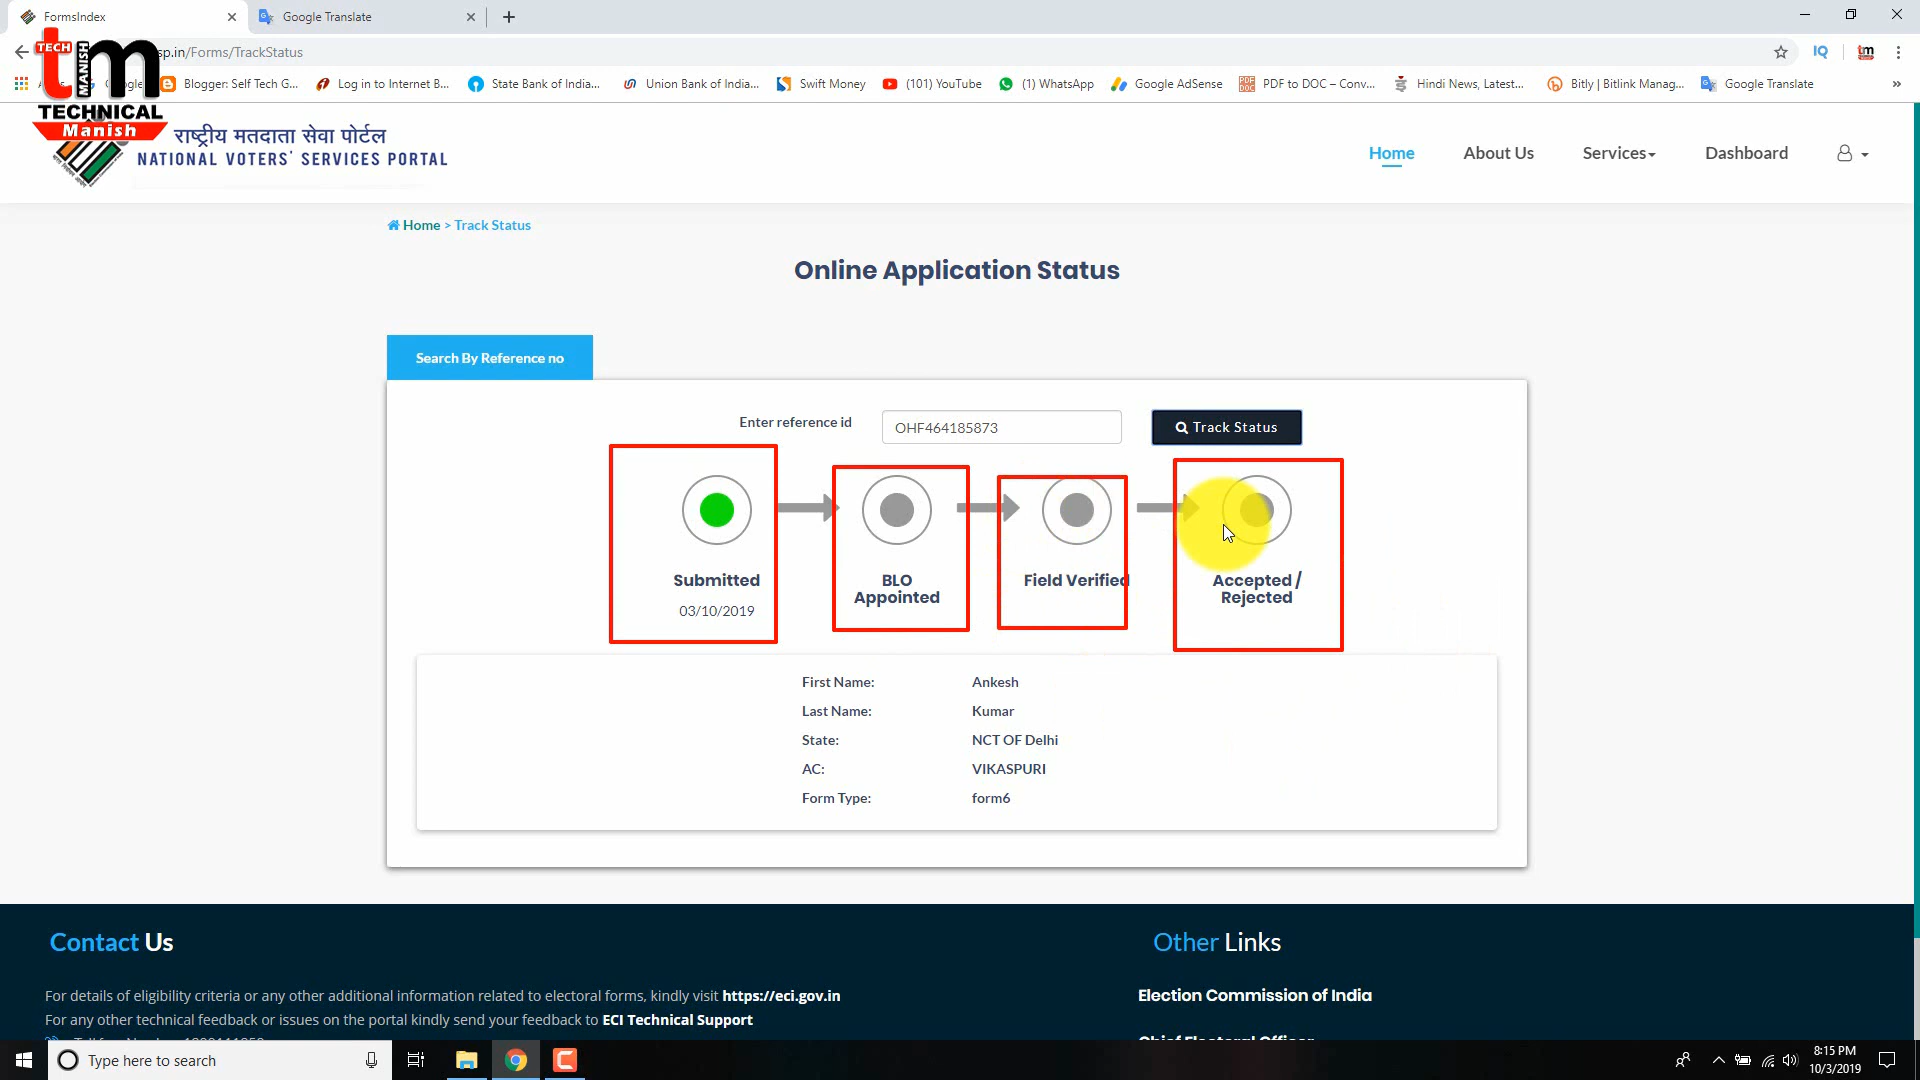 FormsIndex
Google Translate
sp.in/Forms/TrackStatus
IQ
tm
Blogger: Self Tech G...
Log in to Internet B...
State Bank of India...
Union Bank of India...
Swift Money
(101) YouTube
(1) WhatsApp
Google AdSense
PDF to DOC – Conv...
Hindi News, Latest...
Bitly | Bitlink Manag...
Google Translate
TECH
MANISH
tm
TECHNICAL
Manish
राष्ट्रीय मतदाता सेवा पोर्टल
NATIONAL VOTERS' SERVICES PORTAL
Home
About Us
Services
Dashboard
Home > Track Status
Online Application Status
Search By Reference no
Enter reference id
OHF464185873
Track Status
Submitted
03/10/2019
BLO
Appointed
Field Verified
Accepted /
Rejected
First Name: Ankesh
Last Name: Kumar
State: NCT OF Delhi
AC: VIKASPURI
Form Type: form6
Contact Us
For details of eligibility criteria or any other additional information related to electoral forms, kindly visit https://eci.gov.in
For any other technical feedback or issues on the portal kindly send your feedback to ECI Technical Support
Other Links
Election Commission of India
Chief Electoral Officer
Type here to search
8:15 PM
10/3/2019